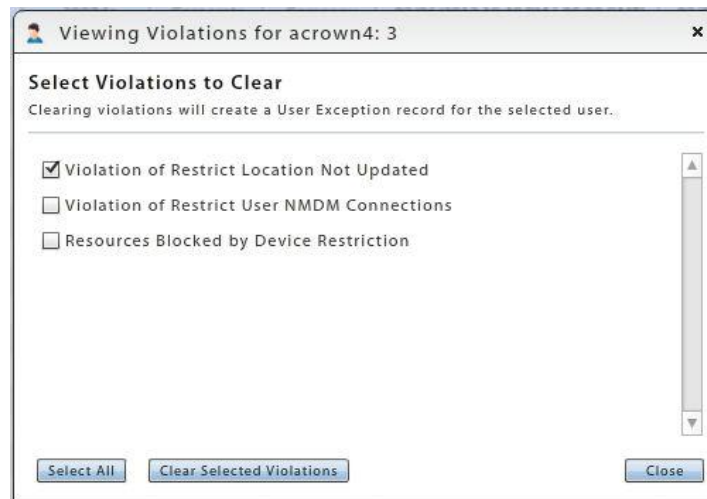 Viewing Violations for acrown4: 3
Select Violations to Clear
Clearing violations will create a User Exception record for the selected user.
Violation of Restrict Location Not Updated
Violation of Restrict User NMDM Connections
Resources Blocked by Device Restriction
Select All Clear Selected Violations Close